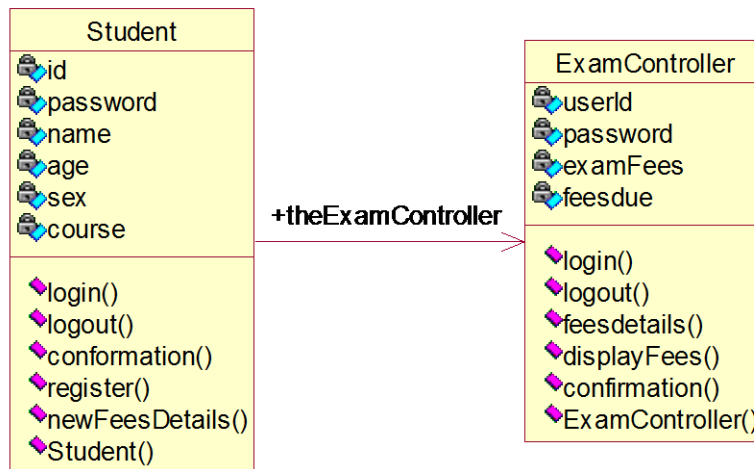 Student
id
password
name
age
sex
course
login()
logout()
conformation()
register()
newFeesDetails()
Student()
+theExamController
ExamController
userId
password
examFees
feesdue
login()
logout()
feesdetails()
displayFees()
confirmation()
ExamController()